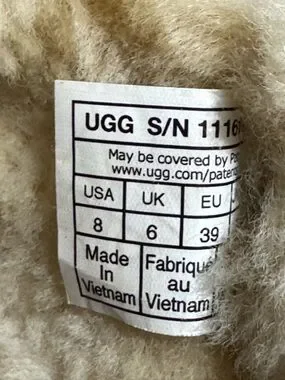 UGG S/N 1116
May be covered by
www.ugg.com/paten
USA UK EU
8 6 39
Made Fabriqué
In au
Vietnam Vietnam